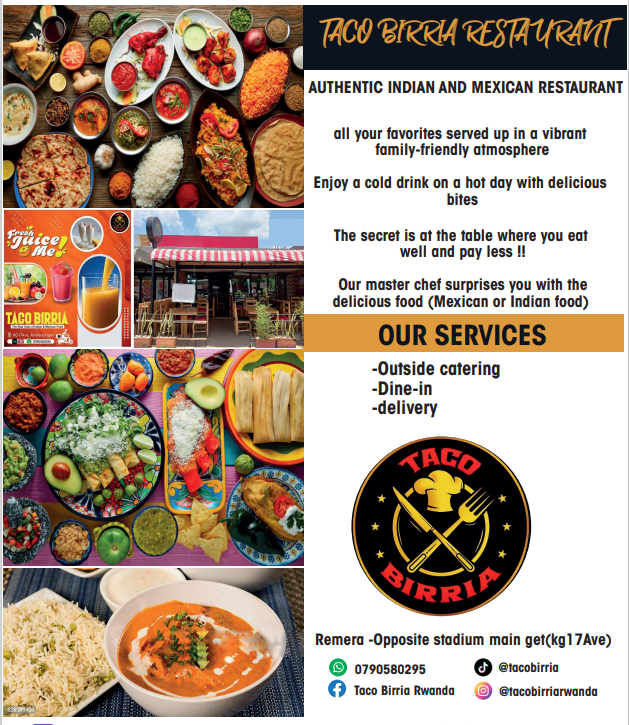 TACO BIRRIA RESTAURANT
AUTHENTIC INDIAN AND MEXICAN RESTAURANT
all your favorites served up in a vibrant
family-friendly atmosphere
Enjoy a cold drink on a hot day with delicious
bites
The secret is at the table where you eat
well and pay less !!
Our master chef surprises you with the
delicious food (Mexican or Indian food)
OUR SERVICES
-Outside catering
-Dine-in
-delivery
TACO
BIRRIA
Remera -Opposite stadium main get(kg17Ave)
0790580295
@tacobirria
Taco Birria Rwanda
@tacobirriarwanda
Fresh
Juice
Me!
TACO BIRRIA